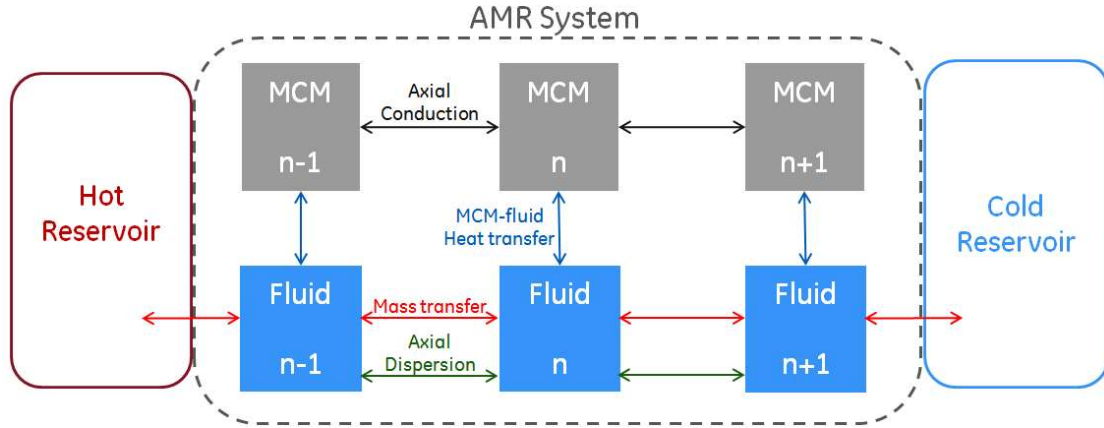 AMR System
MCM
Axial
Conduction
MCM
MCM
n-1
n
n+1
Hot
Reservoir
MCM-fluid
Heat transfer
Cold
Reservoir
Fluid
Mass transfer
Fluid
Fluid
n-1
Axial
Dispersion
n
n+1